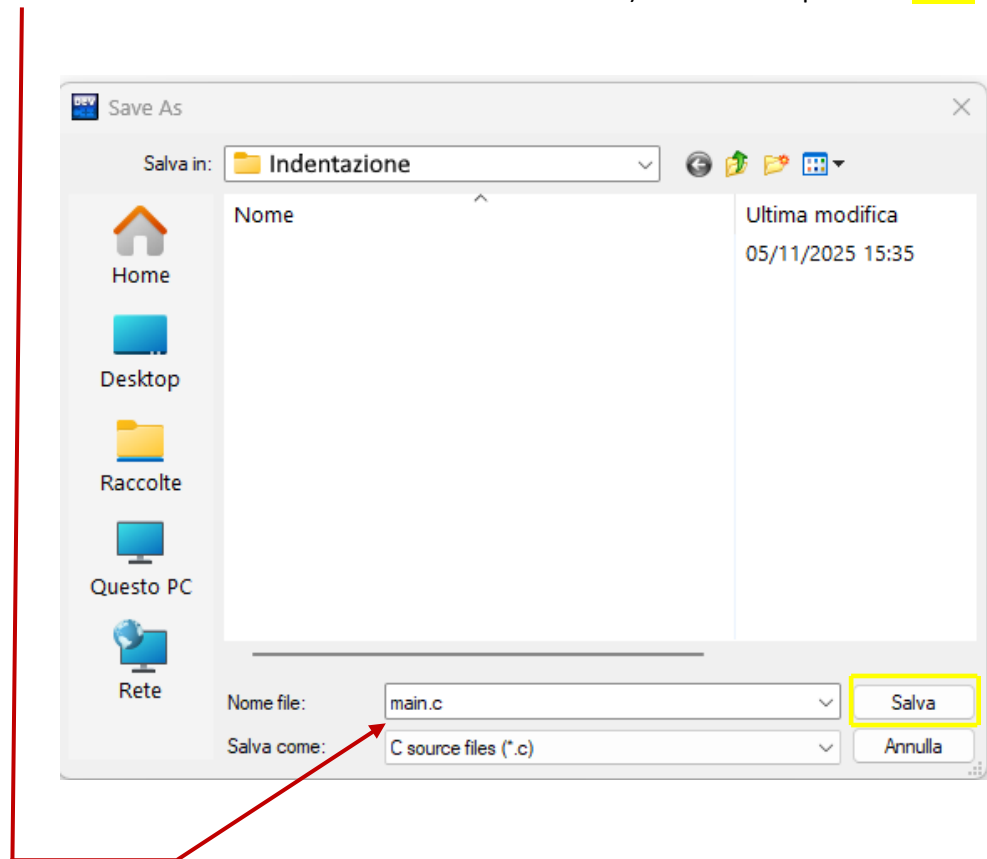 Save As
Salva in: Indentazione
Nome Ultima modifica
05/11/2025 15:35
Home
Desktop
Raccolte
Questo PC
Rete
Nome file: main.c Salva
Salva come: C source files (*.c) Annulla